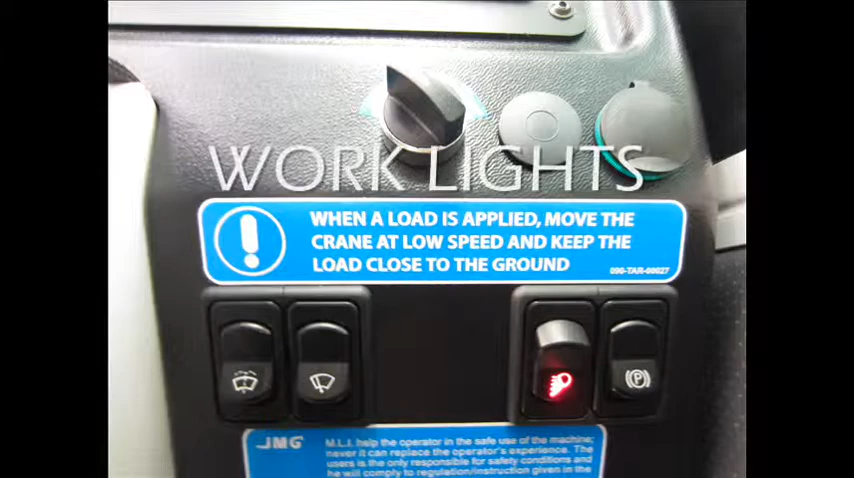 WORK LIGHTS
WHEN A LOAD IS APPLIED, MOVE THE
CRANE AT LOW SPEED AND KEEP THE
LOAD CLOSE TO THE GROUND
090-TAR-00027
JMG
M.L.I. help the operator in the safe use of the machine;
never it can replace the operator's experience. The
users is the only responsible for safety conditions and
he will comply to regulation/instruction given in the